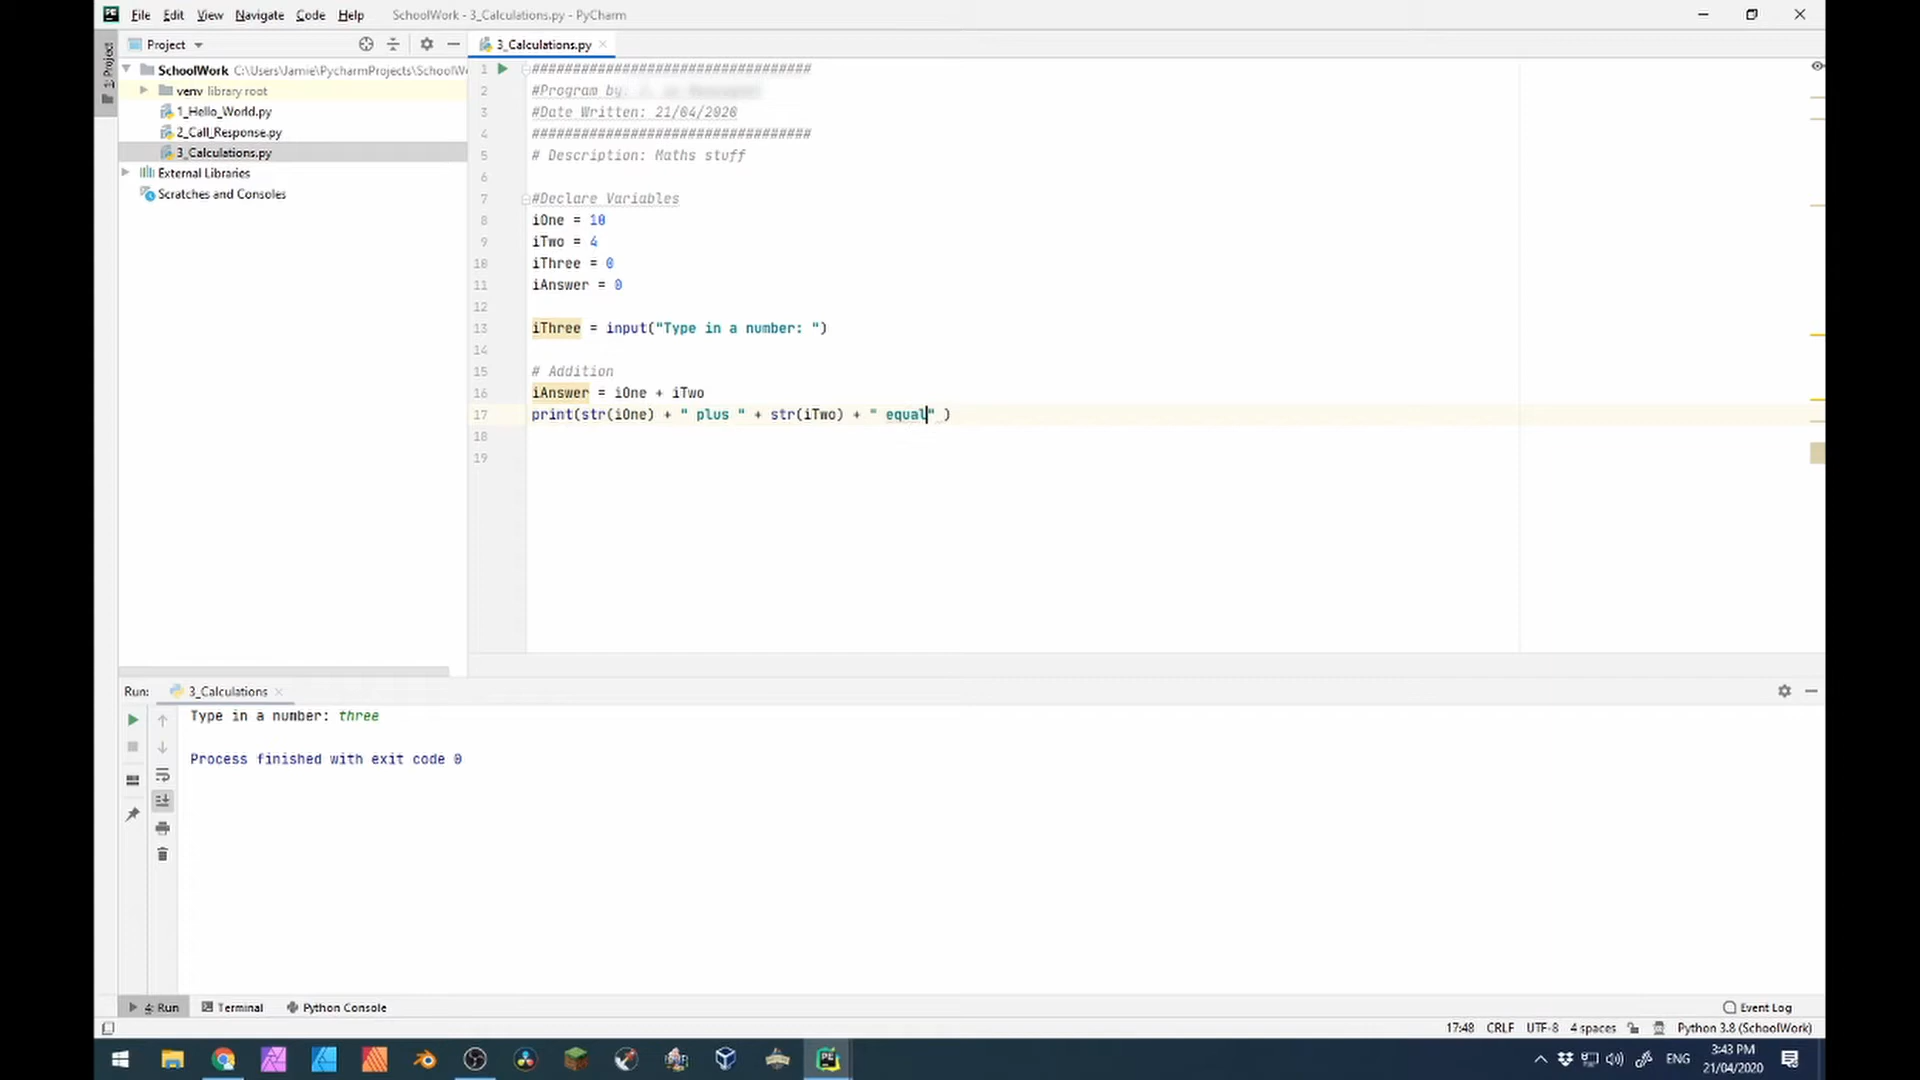 File Edit View Navigate Code Help SchoolWork - 3_Calculations.py - PyCharm
1: Project
Project
3_Calculations.py
SchoolWork C:\Users\Jamie\PycharmProjects\SchoolW
venv library root
1_Hello_World.py
2_Call_Response.py
3_Calculations.py
External Libraries
Scratches and Consoles
1 ##################################
2 #Program by:
3 #Date Written: 21/04/2020
4 ##################################
5 # Description: Maths stuff
6
7 #Declare Variables
8 iOne = 10
9 iTwo = 4
10 iThree = 0
11 iAnswer = 0
12
13 iThree = input("Type in a number: ")
14
15 # Addition
16 iAnswer = iOne + iTwo
17 print(str(iOne) + " plus " + str(iTwo) + " equal" )
18
19
Run: 3_Calculations
Type in a number: three
Process finished with exit code 0
4: Run Terminal Python Console Event Log
17:48 CRLF UTF-8 4 spaces Python 3.8 (SchoolWork)
ENG
3:43 PM
21/04/2020